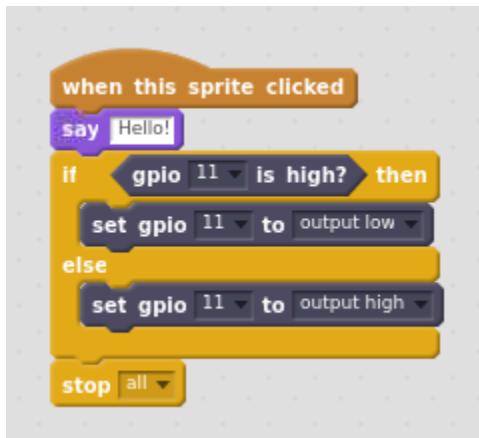 when this sprite clicked
say Hello!
if gpio 11 is high? then
set gpio 11 to output low
else
set gpio 11 to output high
stop all